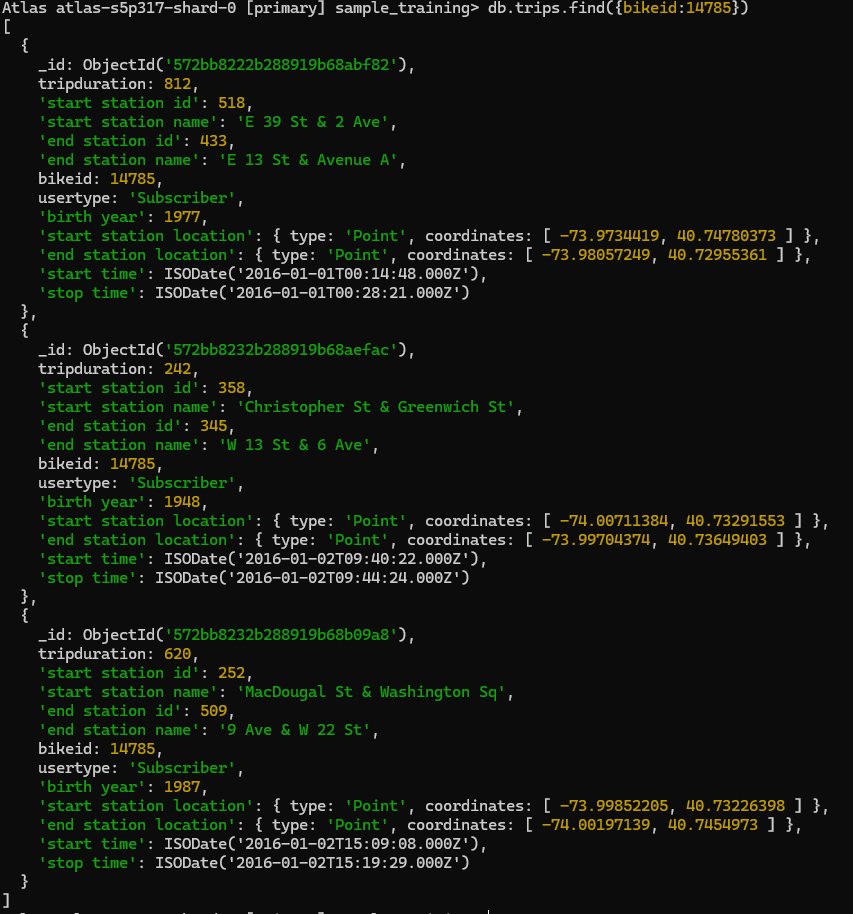 Atlas atlas-s5p317-shard-0 [primary] sample_training> db.trips.find({bikeid:14785})
[
  {
    _id: ObjectId('572bb8222b288919b68abf82'),
    tripduration: 812,
    'start station id': 518,
    'start station name': 'E 39 St & 2 Ave',
    'end station id': 433,
    'end station name': 'E 13 St & Avenue A',
    bikeid: 14785,
    usertype: 'Subscriber',
    'birth year': 1977,
    'start station location': { type: 'Point', coordinates: [ -73.9734419, 40.74780373 ] },
    'end station location': { type: 'Point', coordinates: [ -73.98057249, 40.72955361 ] },
    'start time': ISODate('2016-01-01T00:14:48.000Z'),
    'stop time': ISODate('2016-01-01T00:28:21.000Z')
  },
  {
    _id: ObjectId('572bb8232b288919b68aefac'),
    tripduration: 242,
    'start station id': 358,
    'start station name': 'Christopher St & Greenwich St',
    'end station id': 345,
    'end station name': 'W 13 St & 6 Ave',
    bikeid: 14785,
    usertype: 'Subscriber',
    'birth year': 1948,
    'start station location': { type: 'Point', coordinates: [ -74.00711384, 40.73291553 ] },
    'end station location': { type: 'Point', coordinates: [ -73.99704374, 40.73649403 ] },
    'start time': ISODate('2016-01-02T09:40:22.000Z'),
    'stop time': ISODate('2016-01-02T09:44:24.000Z')
  },
  {
    _id: ObjectId('572bb8232b288919b68b09a8'),
    tripduration: 620,
    'start station id': 252,
    'start station name': 'MacDougal St & Washington Sq',
    'end station id': 509,
    'end station name': '9 Ave & W 22 St',
    bikeid: 14785,
    usertype: 'Subscriber',
    'birth year': 1987,
    'start station location': { type: 'Point', coordinates: [ -73.99852205, 40.73226398 ] },
    'end station location': { type: 'Point', coordinates: [ -74.00197139, 40.7454973 ] },
    'start time': ISODate('2016-01-02T15:09:08.000Z'),
    'stop time': ISODate('2016-01-02T15:19:29.000Z')
  }
]